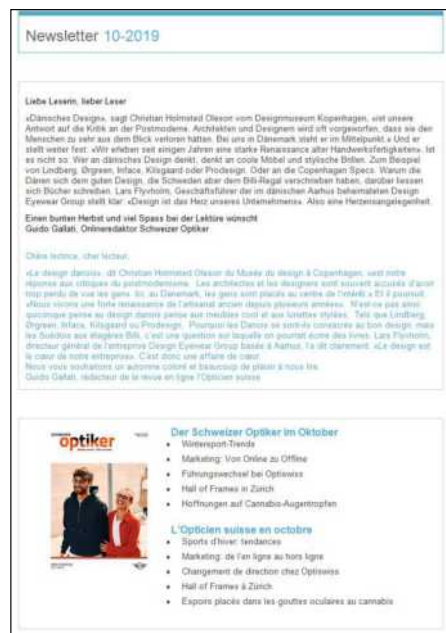 Newsletter 10-2019
Liebe Leserin, lieber Leser
«Dänisches Design», sagt Christian Holmsted Olesen vom Designmuseum Kopenhagen, «ist unsere
Antwort auf die Kritik an der Postmoderne. Architekten und Designern wird oft vorgeworfen, dass sie den
Menschen zu sehr aus dem Blick verloren hätten. Bei uns in Dänemark steht er im Mittelpunkt.» Und er
stellt weiter fest: «Wir erleben seit einigen Jahren eine starke Renaissance alter Handwerksfertigkeiten». Ist
es nicht so. Wer an dänisches Design denkt, denkt an coole Möbel und stylische Brillen. Zum Beispiel
von Lindberg, Ørgreen, Inface, Kilsgaard oder Prodesign. Oder an die Kopenhagen Specs. Warum die
Dänen sich dem guten Design, die Schweden aber dem Billi-Regal verschrieben haben, darüber liessen
sich Bücher schreiben. Lars Flyvholm, Geschäftsführer der im dänischen Aarhus beheimateten Design
Eyewear Group stellt klar: «Design ist das Herz unseres Unternehmens». Also eine Herzensangelegenheit.
Einen bunten Herbst und viel Spass bei der Lektüre wünscht
Guido Gallati, Onlineredaktor Schweizer Optiker
Chère lectrice, cher lecteur,
«Le design danois», dit Christian Holmsted Olesen du Musée du design à Copenhagen, «est notre
réponse aux critiques du postmodernisme. Les architectes et les designers sont souvent accusés d'avoir
trop perdu de vue les gens. Ici, au Danemark, les gens sont placés au centre de l'intérêt.» Et il poursuit:
«Nous vivons une forte renaissance de l'artisanat ancien depuis plusieurs années». N'est-ce pas ainsi:
quiconque pense au design danois pense aux meubles cool et aux lunettes stylées. Tels que Lindberg,
Ørgreen, Inface, Kilsgaard ou Prodesign. Pourquoi les Danois se sont-ils consacrés au bon design, mais
les Suédois aux étagères Billi, c'est une question sur laquelle on pourrait écrire des livres. Lars Flyvholm,
directeur général de l'entreprise Design Eyewear Group basée à Aarhus, l'a dit clairement: «Le design est
le cœur de notre entreprise». C'est donc une affaire de cœur.
Nous vous souhaitons un automne coloré et beaucoup de plaisir à nous lire.
Guido Gallati, rédacteur de la revue en ligne l'Opticien suisse
optiker
Der Schweizer Optiker im Oktober
• Wintersport-Trends
• Marketing: Von Online zu Offline
• Führungswechsel bei Optiswiss
• Hall of Frames in Zürich
• Hoffnungen auf Cannabis-Augentropfen
L'Opticien suisse en octobre
• Sports d'hiver: tendances
• Marketing: de l'en ligne au hors ligne
• Changement de direction chez Optiswiss
• Hall of Frames à Zürich
• Espoirs placés dans les gouttes oculaires au cannabis